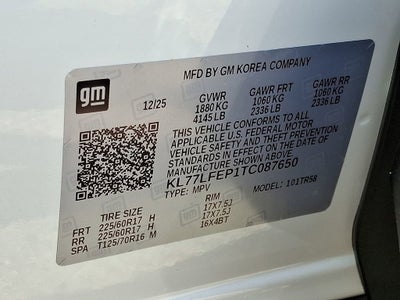 gm
MFD BY GM KOREA COMPANY
12/25 GVWR GAWR FRT GAWR RR
1880 KG 1060 KG 1060 KG
4145 LB 2336 LB 2336 LB
THIS VEHICLE CONFORMS TO ALL
APPLICABLE U.S. FEDERAL MOTOR
VEHICLE SAFETY AND THEFT PREVENTION
STANDARDS IN EFFECT ON THE DATE OF
MANUFACTURE SHOWN ABOVE.
KL77LFEP1TC087650
TYPE: MPV MODEL: 101TR58
TIRE SIZE RIM
FRT 225/60R17 H 17X7.5J
RR 225/60R17 H 17X7.5J
SPA T125/70R16 M 16X4BT